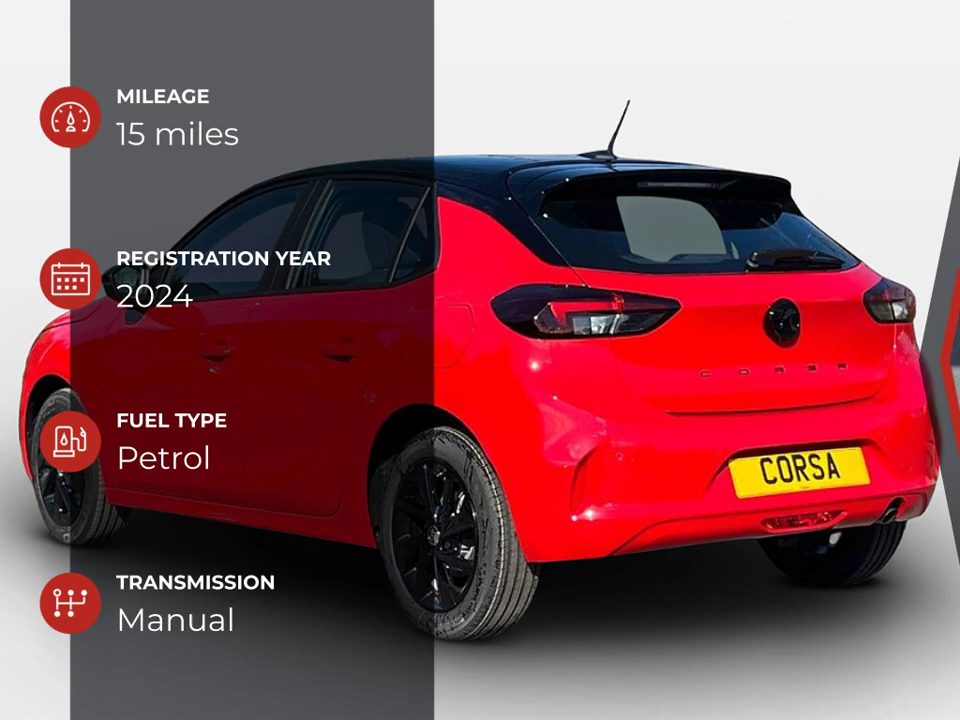 MILEAGE
15 miles
REGISTRATION YEAR
2024
FUEL TYPE
Petrol
TRANSMISSION
Manual
CORSA
CORSA